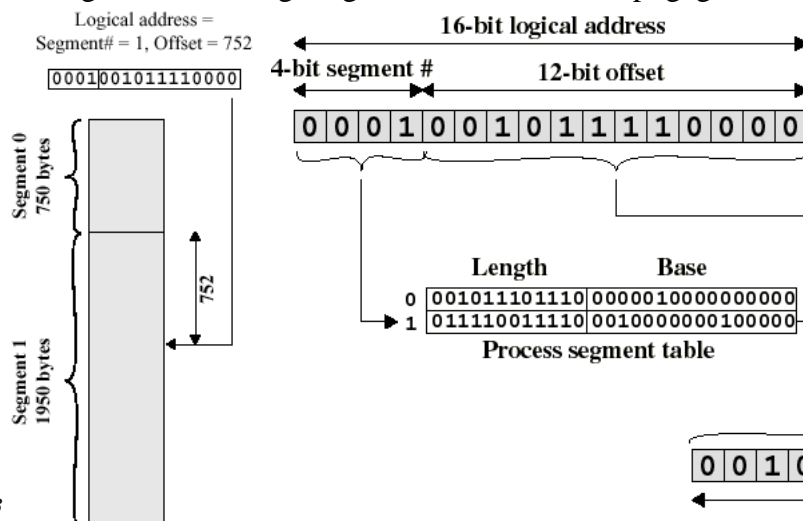 Logical address =
Segment# = 1, Offset = 752
0001001011110000
Segment 0
750 bytes
752
Segment 1
1950 bytes
16-bit logical address
4-bit segment #
12-bit offset
0 0 0 1 0 0 1 0 1 1 1 1 0 0 0 0
Length Base
0 001011101110 0000010000000000
1 011110011110 0010000000100000
Process segment table
0 0 1 0